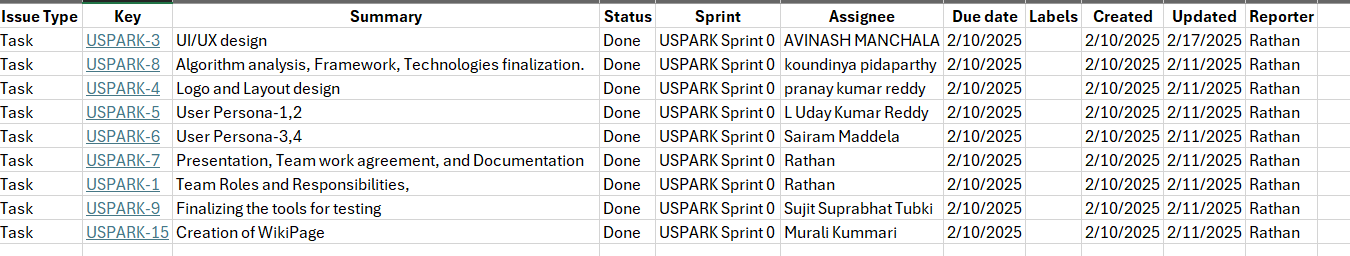 Issue Type Key Summary Status Sprint Assignee Due date Labels Created Updated Reporter
Task USPARK-3 UI/UX design Done USPARK Sprint 0 AVINASH MANCHALA 2/10/2025 2/10/2025 2/17/2025 Rathan
Task USPARK-8 Algorithm analysis, Framework, Technologies finalization. Done USPARK Sprint 0 koundinya pidaparthy 2/10/2025 2/10/2025 2/11/2025 Rathan
Task USPARK-4 Logo and Layout design Done USPARK Sprint 0 pranay kumar reddy 2/10/2025 2/10/2025 2/11/2025 Rathan
Task USPARK-5 User Persona-1,2 Done USPARK Sprint 0 L Uday Kumar Reddy 2/10/2025 2/10/2025 2/11/2025 Rathan
Task USPARK-6 User Persona-3,4 Done USPARK Sprint 0 Sairam Maddela 2/10/2025 2/10/2025 2/11/2025 Rathan
Task USPARK-7 Presentation, Team work agreement, and Documentation Done USPARK Sprint 0 Rathan 2/10/2025 2/10/2025 2/11/2025 Rathan
Task USPARK-1 Team Roles and Responsibilities, Done USPARK Sprint 0 Rathan 2/10/2025 2/10/2025 2/11/2025 Rathan
Task USPARK-9 Finalizing the tools for testing Done USPARK Sprint 0 Sujit Suprabhat Tubki 2/10/2025 2/10/2025 2/11/2025 Rathan
Task USPARK-15 Creation of WikiPage Done USPARK Sprint 0 Murali Kummari 2/10/2025 2/10/2025 2/11/2025 Rathan